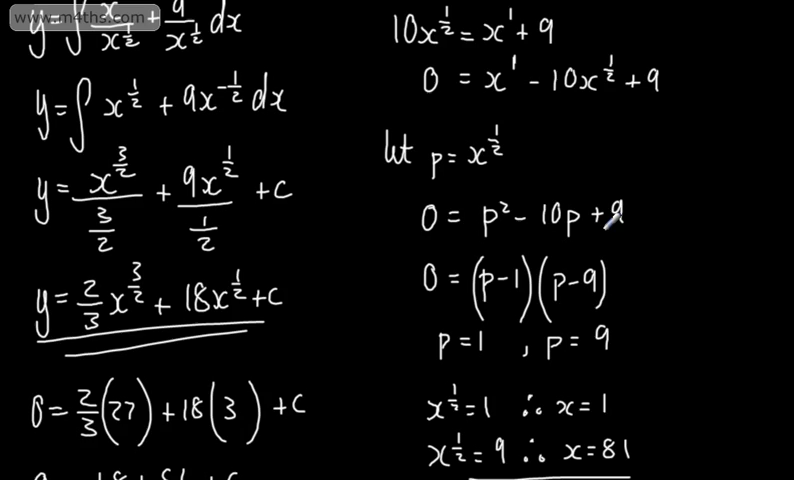 www.m4ths.com
y=∫ x/x^(1/2) + 9/x^(1/2) dx
y=∫ x^(1/2) + 9x^(-1/2) dx
y= x^(3/2)/(3/2) + 9x^(1/2)/(1/2) + c
y= 2/3 x^(3/2) + 18x^(1/2) + c
0= 2/3 (27) + 18(3) + c
10x^(1/2) = x^1 + 9
0 = x^1 - 10x^(1/2) + 9
let p = x^(1/2)
0 = p² - 10p + 9
0 = (p-1)(p-9)
p=1 , p= 9
x^(1/2) = 1 ∴ x=1
x^(1/2) = 9 ∴ x=81